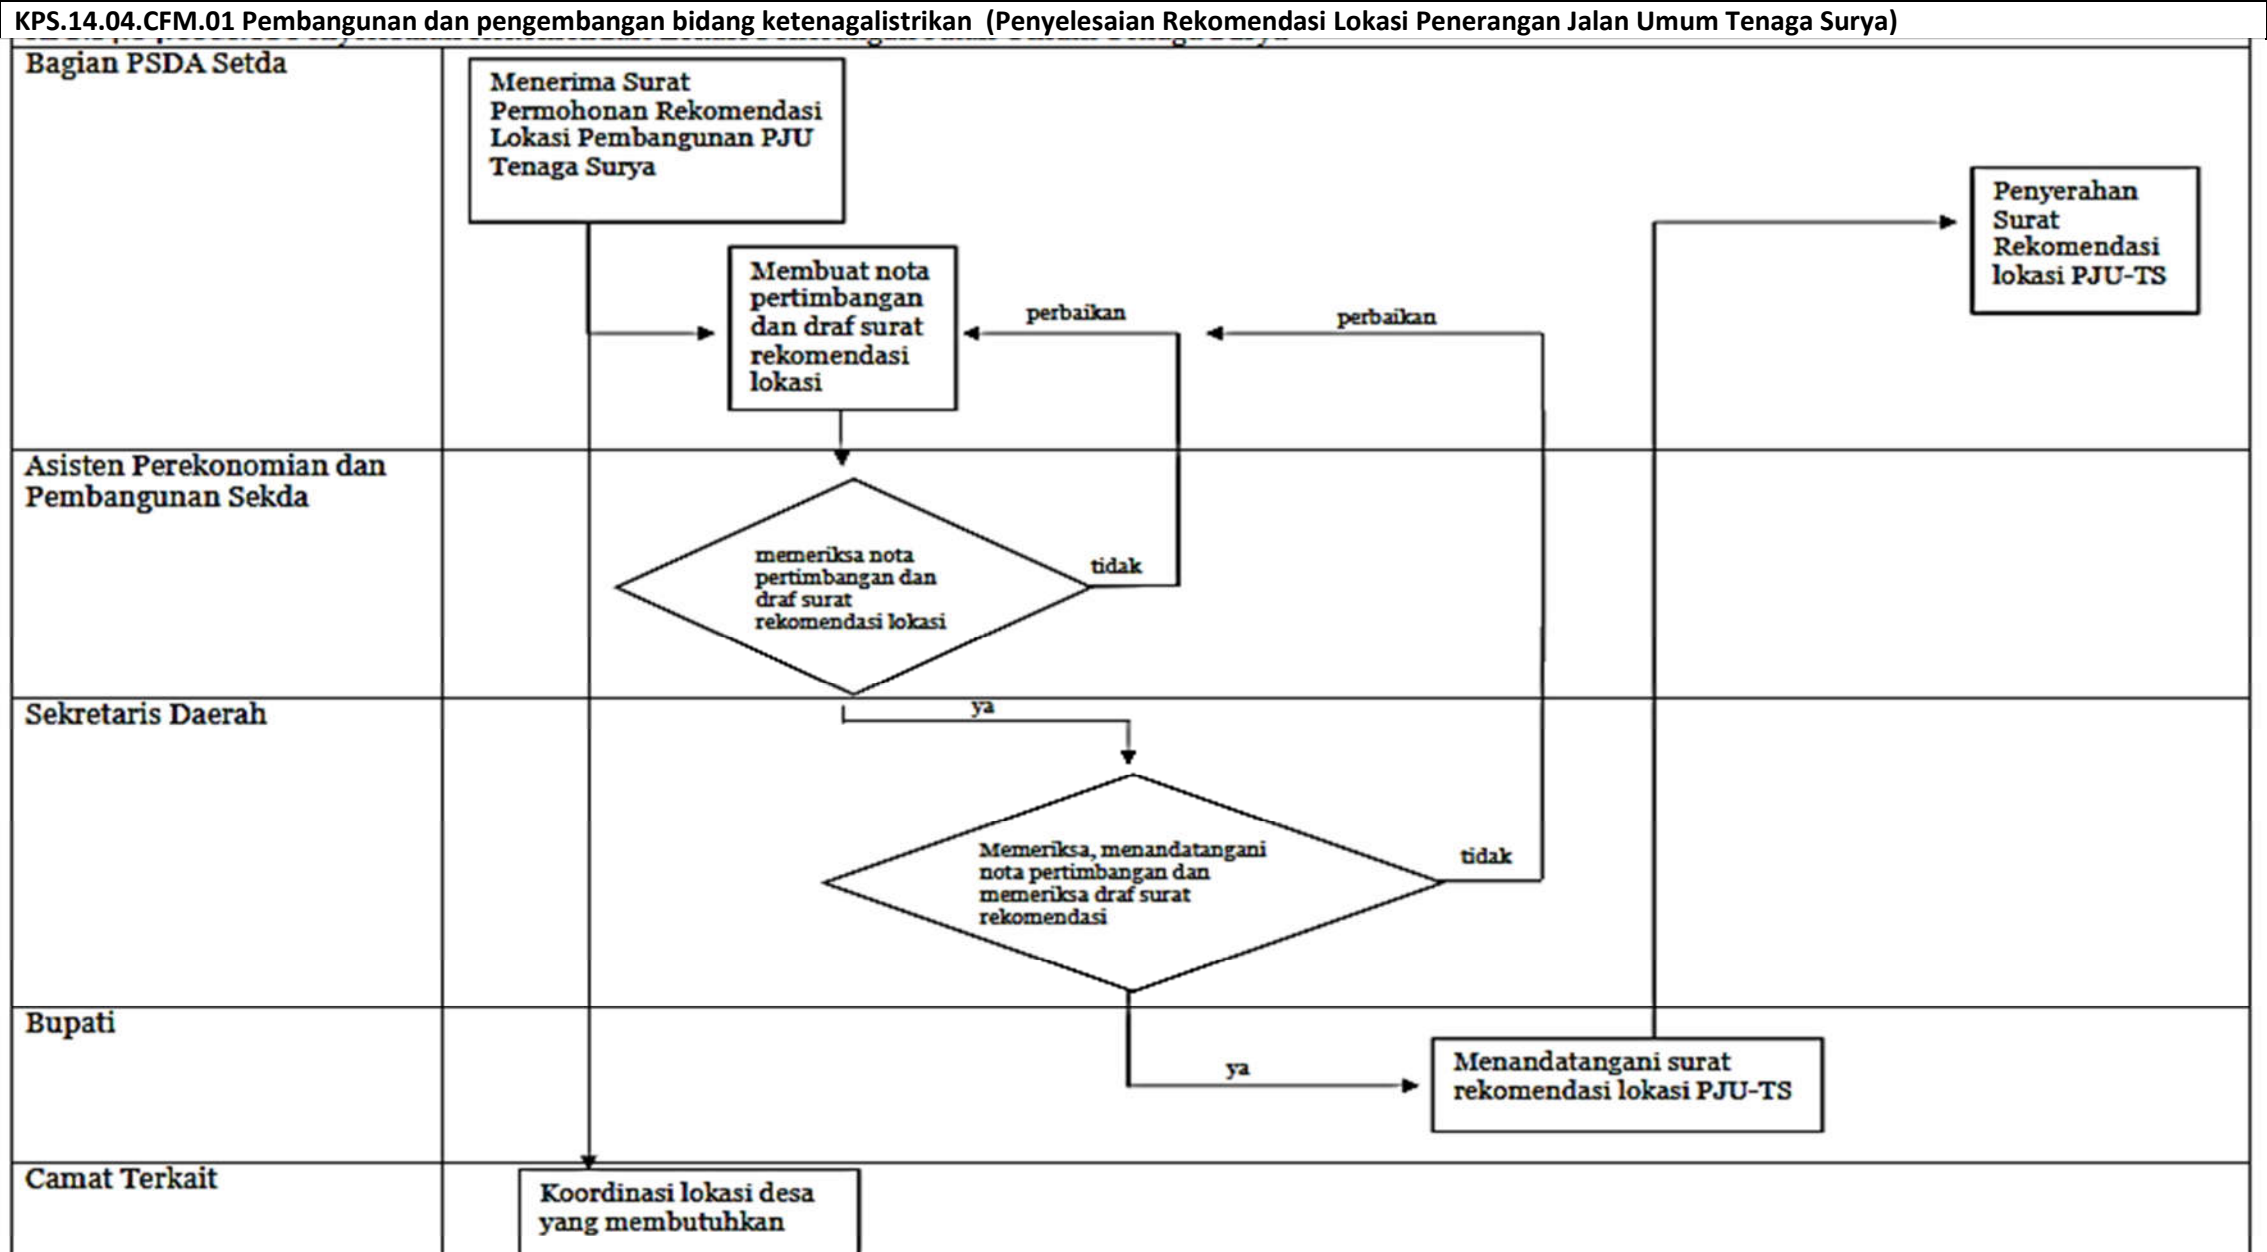 KPS.14.04.CFM.01 Pembangunan dan pengembangan bidang ketenagalistrikan (Penyelesaian Rekomendasi Lokasi Penerangan Jalan Umum Tenaga Surya)
Bagian PSDA Setda
Menerima Surat
Permohonan Rekomendasi
Lokasi Pembangunan PJU
Tenaga Surya
Penyerahan
Surat
Rekomendasi
lokasi PJU-TS
Membuat nota
pertimbangan
dan draf surat
rekomendasi
lokasi
perbaikan
perbaikan
Asisten Perekonomian dan
Pembangunan Sekda
memeriksa nota
pertimbangan dan
draf surat
rekomendasi lokasi
tidak
Sekretaris Daerah
ya
Memeriksa, menandatangani
nota pertimbangan dan
memeriksa draf surat
rekomendasi
tidak
Bupati
ya
Menandatangani surat
rekomendasi lokasi PJU-TS
Camat Terkait
Koordinasi lokasi desa
yang membutuhkan